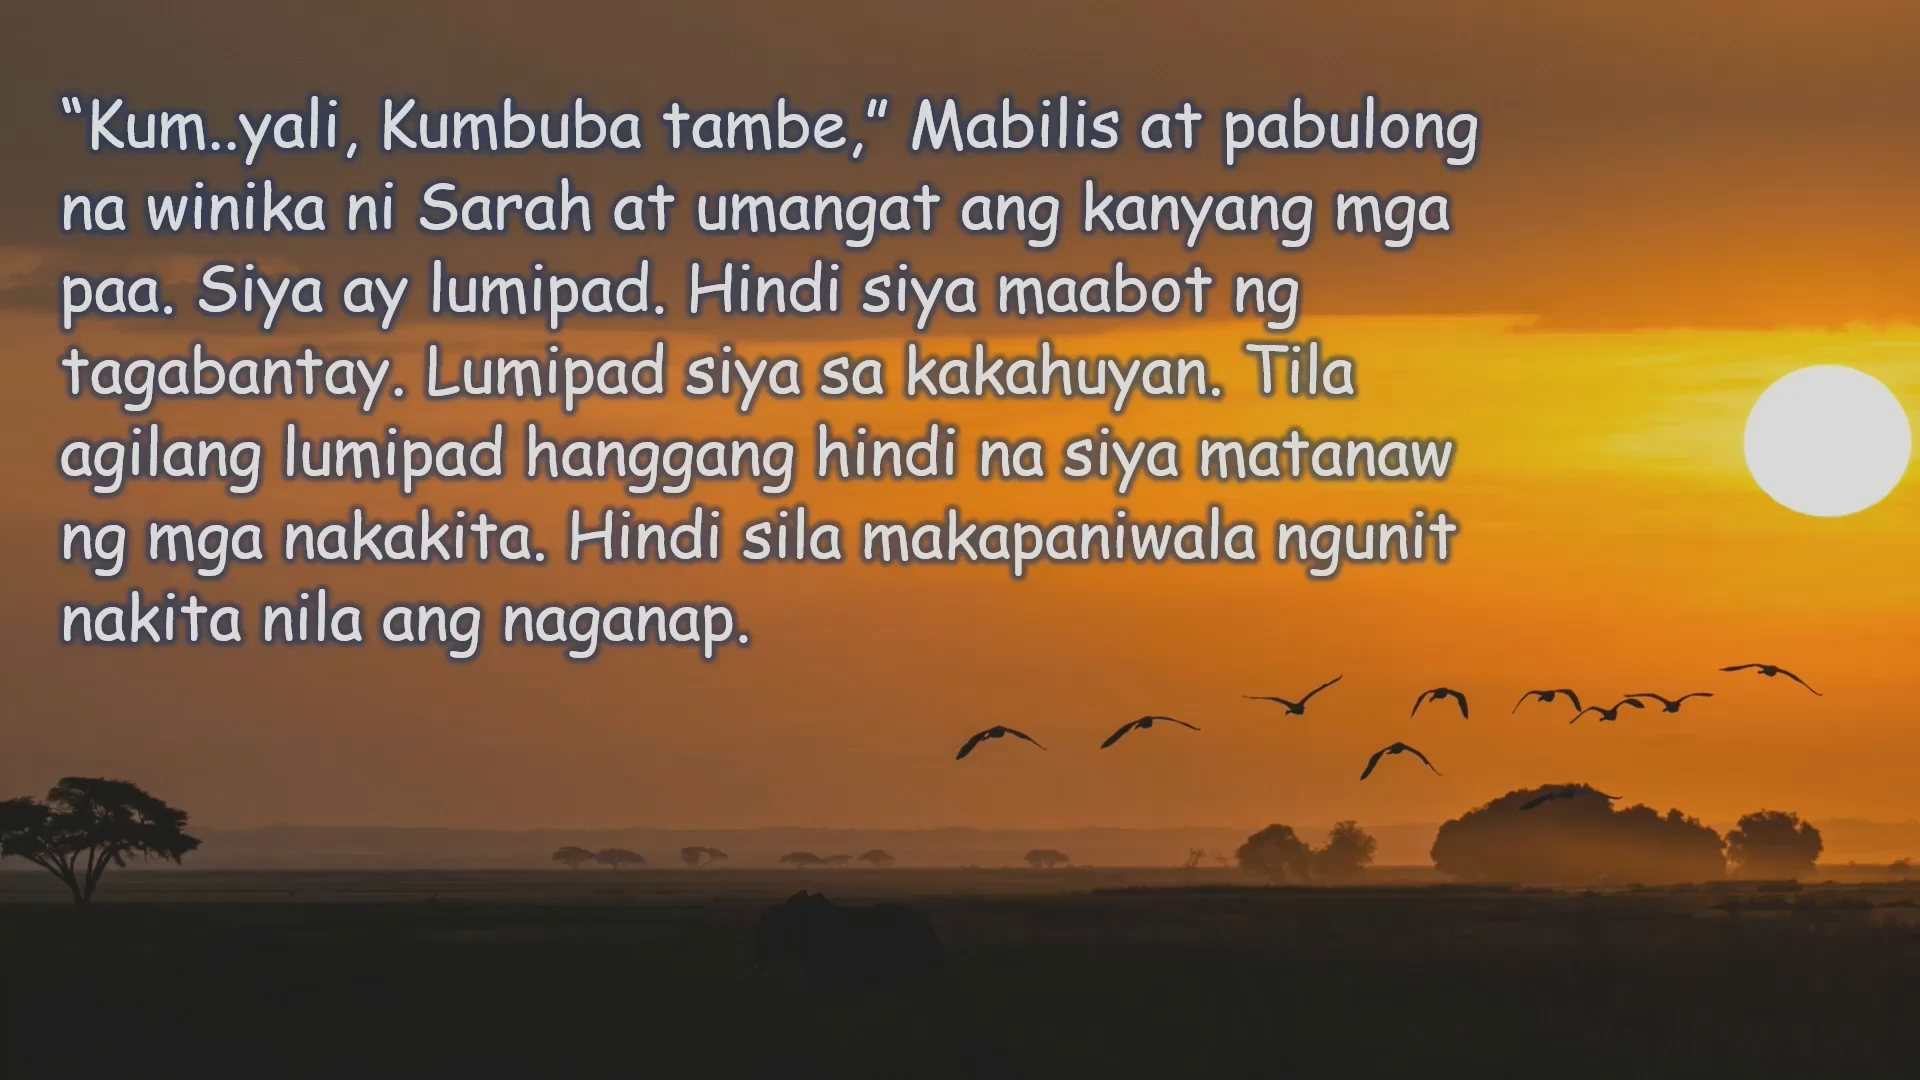 “Kum..yali, Kumbuba tambe,” Mabilis at pabulong
na winika ni Sarah at umangat ang kanyang mga
paa. Siya ay lumipad. Hindi siya maabot ng
tagabantay. Lumipad siya sa kakahuyan. Tila
agilang lumipad hanggang hindi na siya matanaw
ng mga nakakita. Hindi sila makapaniwala ngunit
nakita nila ang naganap.